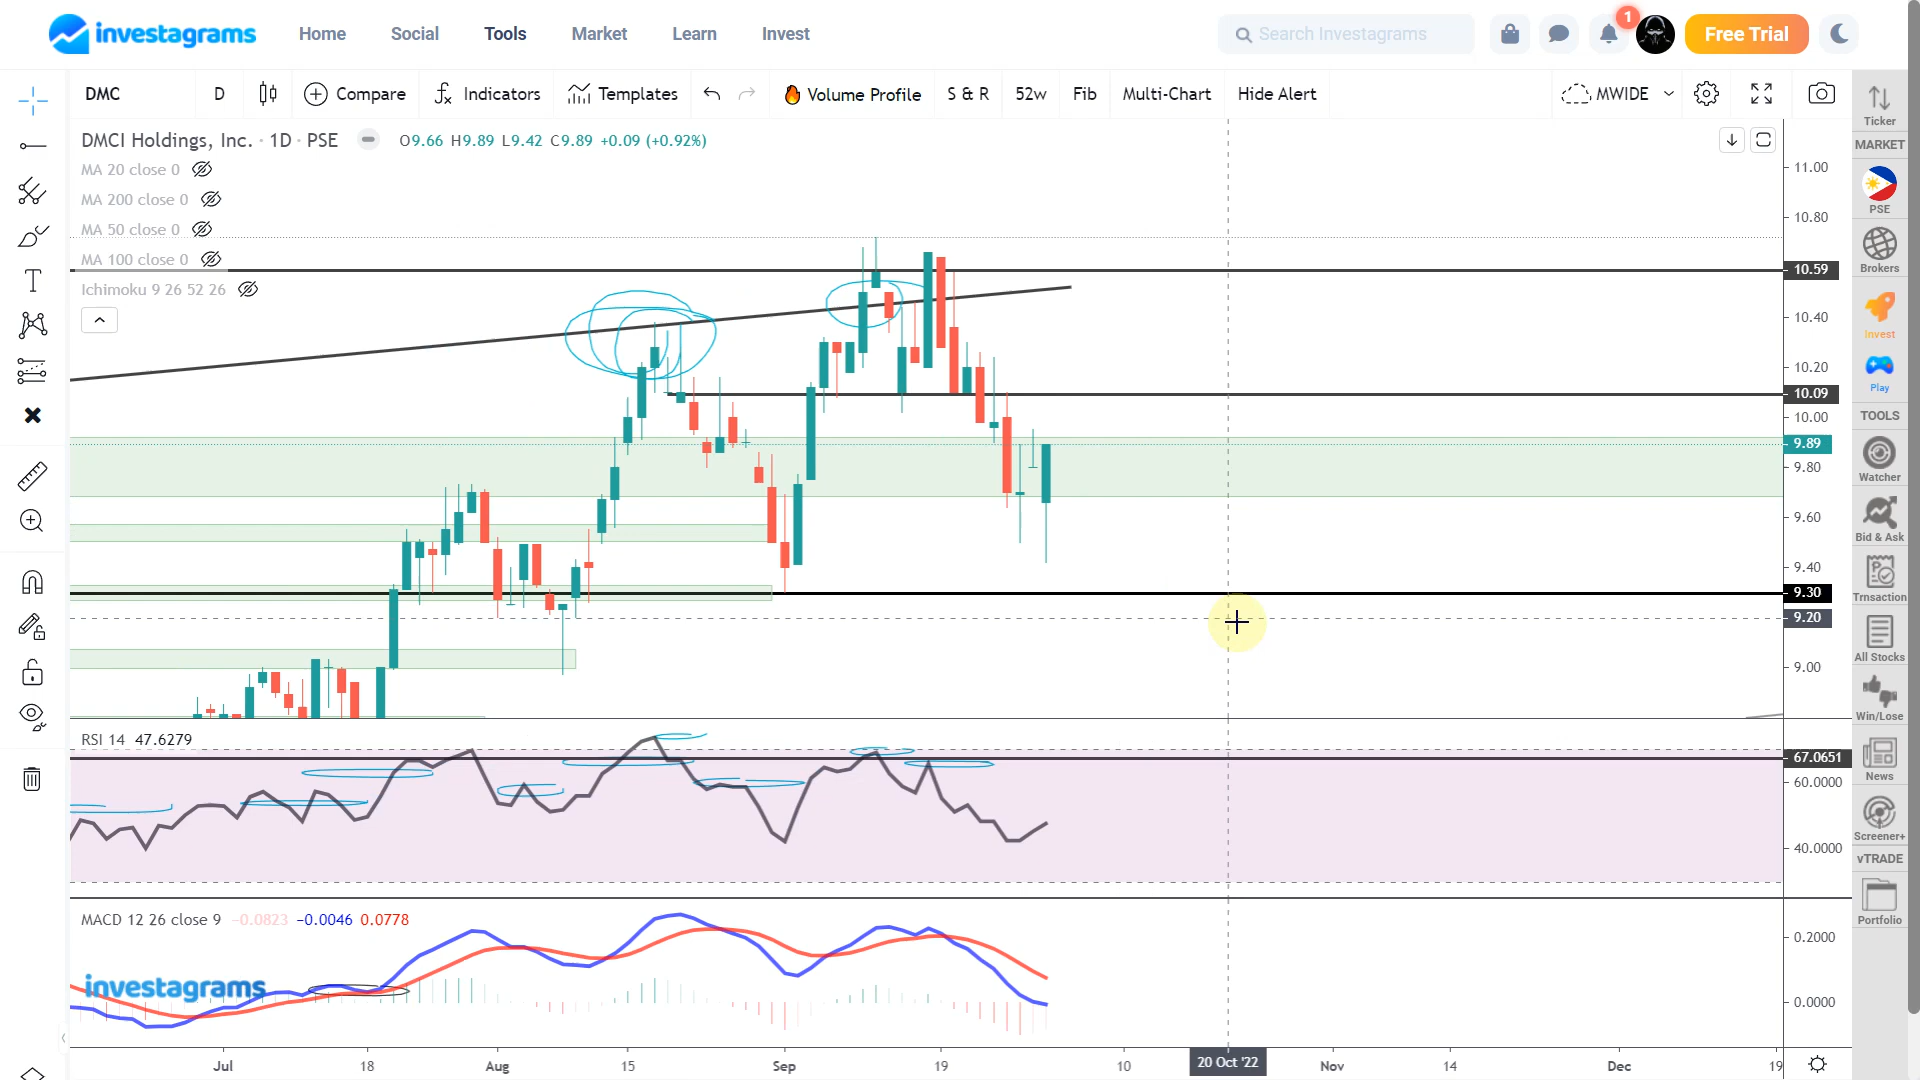 investagrams Home Social Tools Market Learn Invest Search Investagrams 1 Free Trial
DMC D Compare Indicators Templates Volume Profile S & R 52w Fib Multi-Chart Hide Alert MWIDE
DMCI Holdings, Inc. · 1D · PSE O9.66 H9.89 L9.42 C9.89 +0.09 (+0.92%)
MA 20 close 0
MA 200 close 0
MA 50 close 0
MA 100 close 0
Ichimoku 9 26 52 26
11.00
10.80
10.59
10.40
10.20
10.09
10.00
9.89
9.80
9.60
9.40
9.30
9.20
9.00
RSI 14 47.6279
67.0651
60.0000
40.0000
MACD 12 26 close 9 −0.0823 −0.0046 0.0778
0.2000
0.0000
investagrams
Jul 18 Aug 15 Sep 19 10 20 Oct '22 Nov 14 Dec 19
Ticker
MARKET
PSE
Brokers
Invest
Play
TOOLS
Watcher
Bid & Ask
Trnsaction
All Stocks
Win/Lose
News
Screener+
vTRADE
Portfolio